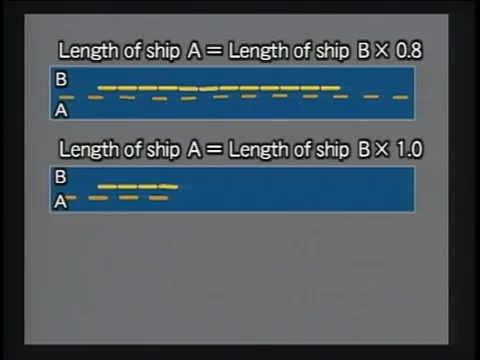 Length of ship A = Length of ship B × 0.8
B
A
Length of ship A = Length of ship B × 1.0
B
A